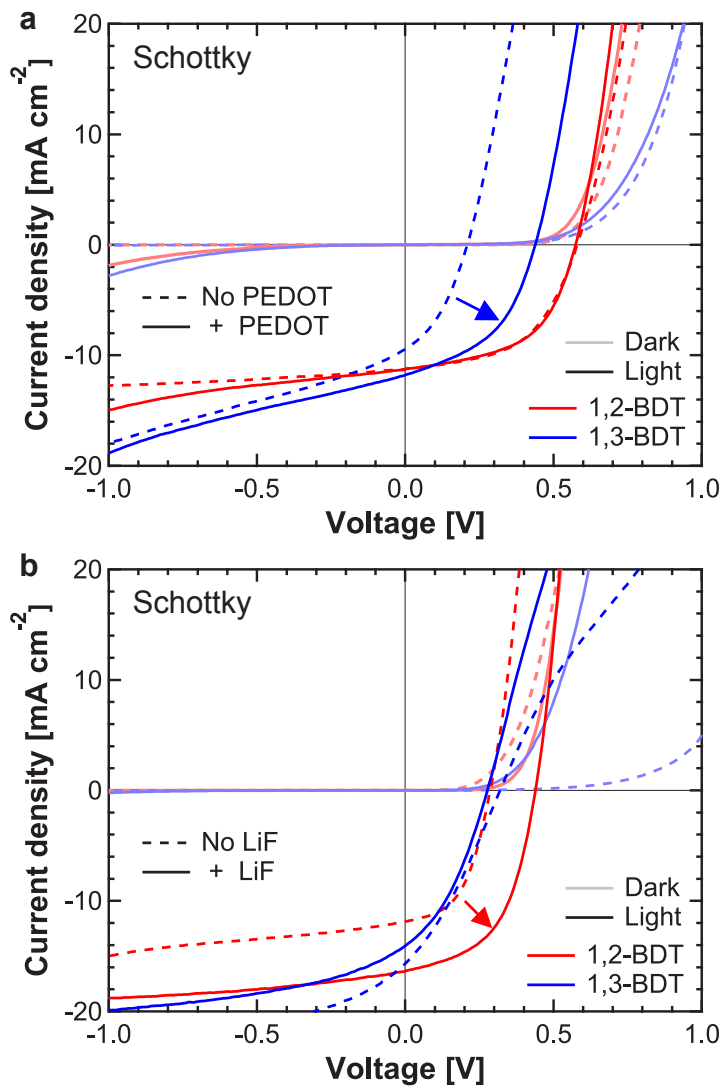 a
Schottky
20
10
0
-10
-20
Current density [mA cm-2]
No PEDOT
+ PEDOT
Dark
Light
1,2-BDT
1,3-BDT
-1.0 -0.5 0.0 0.5 1.0
Voltage [V]
b
Schottky
20
10
0
-10
-20
Current density [mA cm-2]
No LiF
+ LiF
Dark
Light
1,2-BDT
1,3-BDT
-1.0 -0.5 0.0 0.5 1.0
Voltage [V]